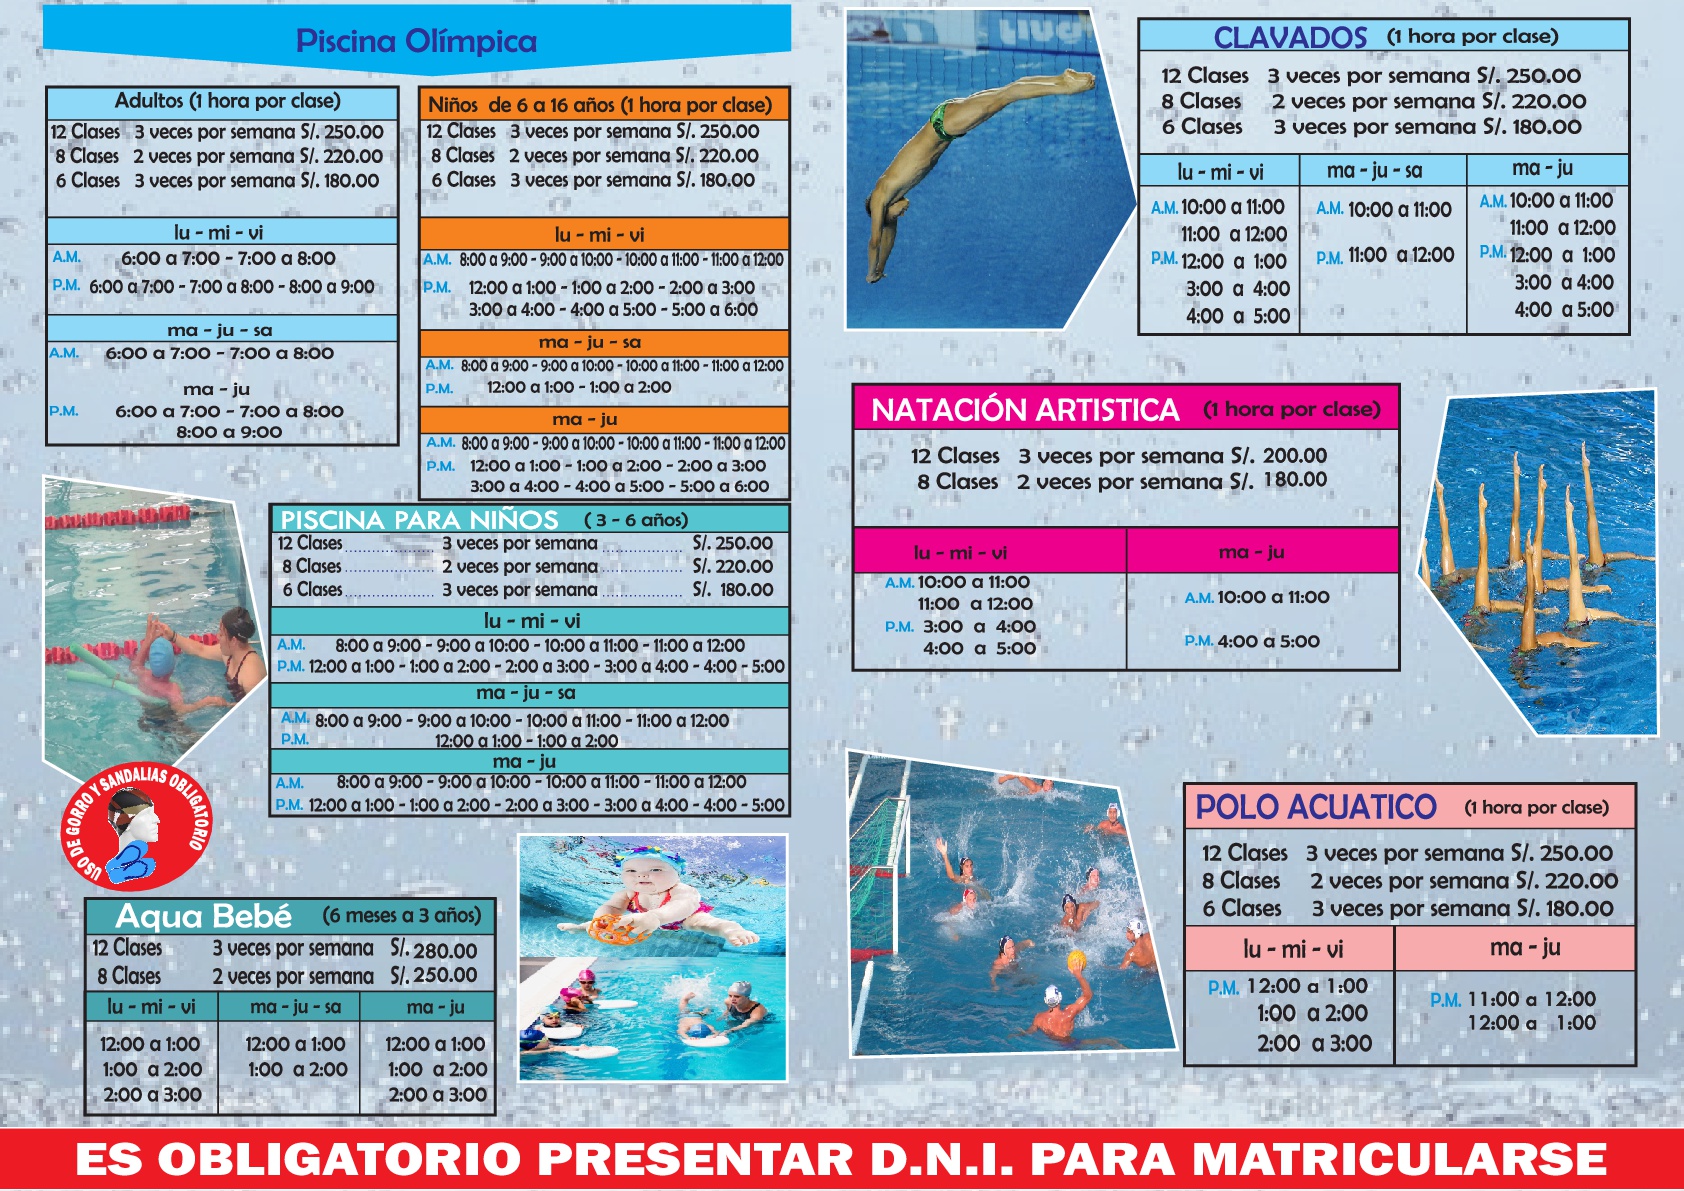 Piscina Olímpica
Adultos (1 hora por clase)
12 Clases 3 veces por semana S/. 250.00
8 Clases 2 veces por semana S/. 220.00
6 Clases 3 veces por semana S/. 180.00
lu - mi - vi
A.M. 6:00 a 7:00 - 7:00 a 8:00
P.M. 6:00 a 7:00 - 7:00 a 8:00 - 8:00 a 9:00
ma - ju - sa
A.M. 6:00 a 7:00 - 7:00 a 8:00
ma - ju
P.M. 6:00 a 7:00 - 7:00 a 8:00
8:00 a 9:00
Niños de 6 a 16 años (1 hora por clase)
12 Clases 3 veces por semana S/. 250.00
8 Clases 2 veces por semana S/. 220.00
6 Clases 3 veces por semana S/. 180.00
lu - mi - vi
A.M. 8:00 a 9:00 - 9:00 a 10:00 - 10:00 a 11:00 - 11:00 a 12:00
P.M. 12:00 a 1:00 - 1:00 a 2:00 - 2:00 a 3:00
3:00 a 4:00 - 4:00 a 5:00 - 5:00 a 6:00
ma - ju - sa
A.M. 8:00 a 9:00 - 9:00 a 10:00 - 10:00 a 11:00 - 11:00 a 12:00
P.M. 12:00 a 1:00 - 1:00 a 2:00
ma - ju
A.M. 8:00 a 9:00 - 9:00 a 10:00 - 10:00 a 11:00 - 11:00 a 12:00
P.M. 12:00 a 1:00 - 1:00 a 2:00 - 2:00 a 3:00
3:00 a 4:00 - 4:00 a 5:00 - 5:00 a 6:00
PISCINA PARA NIÑOS ( 3 - 6 años)
12 Clases 3 veces por semana S/. 250.00
8 Clases 2 veces por semana S/. 220.00
6 Clases 3 veces por semana S/. 180.00
lu - mi - vi
A.M. 8:00 a 9:00 - 9:00 a 10:00 - 10:00 a 11:00 - 11:00 a 12:00
P.M. 12:00 a 1:00 - 1:00 a 2:00 - 2:00 a 3:00 - 3:00 a 4:00 - 4:00 - 5:00
ma - ju - sa
A.M. 8:00 a 9:00 - 9:00 a 10:00 - 10:00 a 11:00 - 11:00 a 12:00
P.M. 12:00 a 1:00 - 1:00 a 2:00
ma - ju
A.M. 8:00 a 9:00 - 9:00 a 10:00 - 10:00 a 11:00 - 11:00 a 12:00
P.M. 12:00 a 1:00 - 1:00 a 2:00 - 2:00 a 3:00 - 3:00 a 4:00 - 4:00 - 5:00
USO DE GORRO Y SANDALIAS OBLIGATORIO
Aqua Bebé (6 meses a 3 años)
12 Clases 3 veces por semana S/. 280.00
8 Clases 2 veces por semana S/. 250.00
lu - mi - vi ma - ju - sa ma - ju
12:00 a 1:00 12:00 a 1:00 12:00 a 1:00
1:00 a 2:00 1:00 a 2:00 1:00 a 2:00
2:00 a 3:00 2:00 a 3:00
CLAVADOS (1 hora por clase)
12 Clases 3 veces por semana S/. 250.00
8 Clases 2 veces por semana S/. 220.00
6 Clases 3 veces por semana S/. 180.00
lu - mi - vi ma - ju - sa ma - ju
A.M. 10:00 a 11:00 A.M. 10:00 a 11:00 A.M. 10:00 a 11:00
11:00 a 12:00 11:00 a 12:00
P.M. 12:00 a 1:00 P.M. 11:00 a 12:00 P.M. 12:00 a 1:00
3:00 a 4:00 3:00 a 4:00
4:00 a 5:00 4:00 a 5:00
NATACIÓN ARTISTICA (1 hora por clase)
12 Clases 3 veces por semana S/. 200.00
8 Clases 2 veces por semana S/. 180.00
lu - mi - vi ma - ju
A.M. 10:00 a 11:00 A.M. 10:00 a 11:00
11:00 a 12:00
P.M. 3:00 a 4:00 P.M. 4:00 a 5:00
4:00 a 5:00
POLO ACUATICO (1 hora por clase)
12 Clases 3 veces por semana S/. 250.00
8 Clases 2 veces por semana S/. 220.00
6 Clases 3 veces por semana S/. 180.00
lu - mi - vi ma - ju
P.M. 12:00 a 1:00 P.M. 11:00 a 12:00
1:00 a 2:00 12:00 a 1:00
2:00 a 3:00
ES OBLIGATORIO PRESENTAR D.N.I. PARA MATRICULARSE